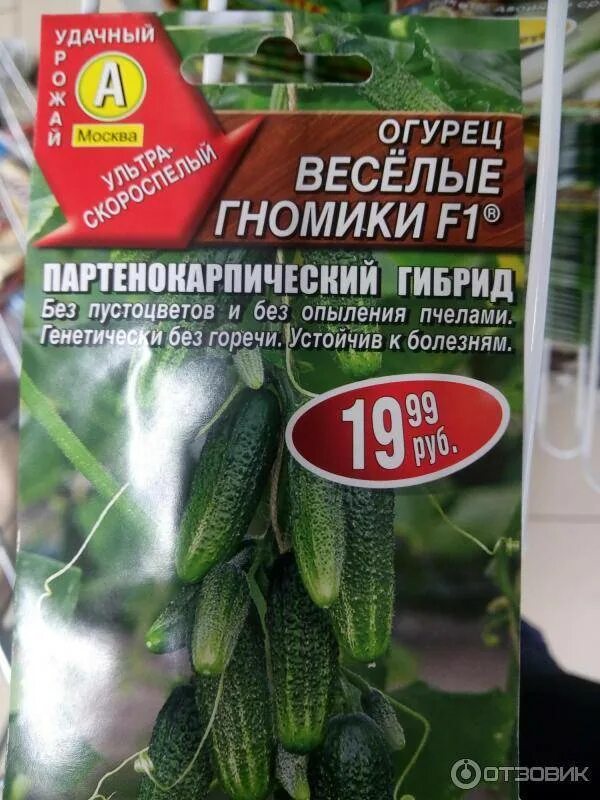 УДАЧНЫЙ
УРОЖАЙ
А
Москва
УЛЬТРА-
СКОРОСПЕЛЫЙ
ОГУРЕЦ
ВЕСЁЛЫЕ
ГНОМИКИ F1®
ПАРТЕНОКАРПИЧЕСКИЙ ГИБРИД
Без пустоцветов и без опыления пчелами.
Генетически без горечи. Устойчив к болезням.
19 99
руб.
ОТЗОВИК